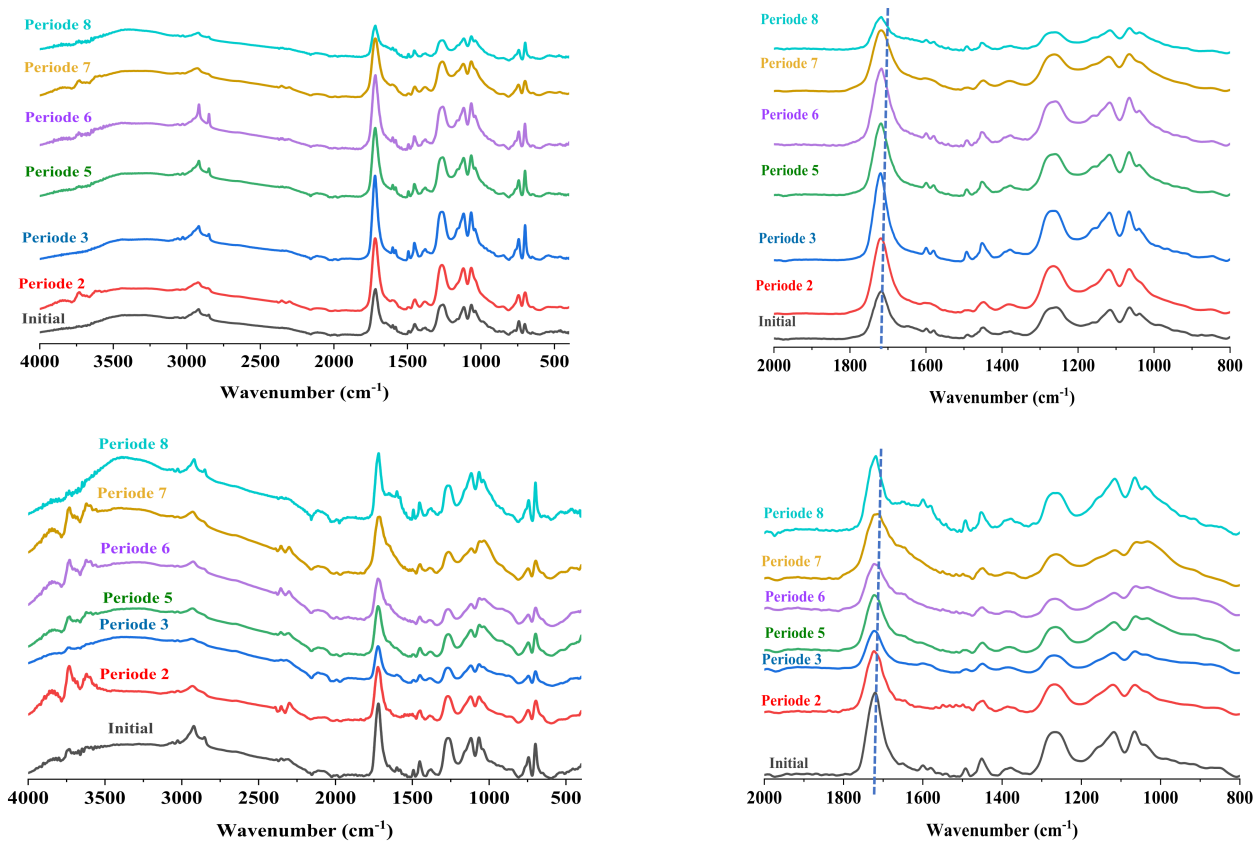 Periode 8
Periode 7
Periode 6
Periode 5
Periode 3
Periode 2
Initial
4000 3500 3000 2500 2000 1500 1000 500
Wavenumber (cm-1)
Periode 8
Periode 7
Periode 6
Periode 5
Periode 3
Periode 2
Initial
2000 1800 1600 1400 1200 1000 800
Wavenumber (cm-1)
Periode 8
Periode 7
Periode 6
Periode 5
Periode 3
Periode 2
Initial
4000 3500 3000 2500 2000 1500 1000 500
Wavenumber (cm-1)
Periode 8
Periode 7
Periode 6
Periode 5
Periode 3
Periode 2
Initial
2000 1800 1600 1400 1200 1000 800
Wavenumber (cm-1)